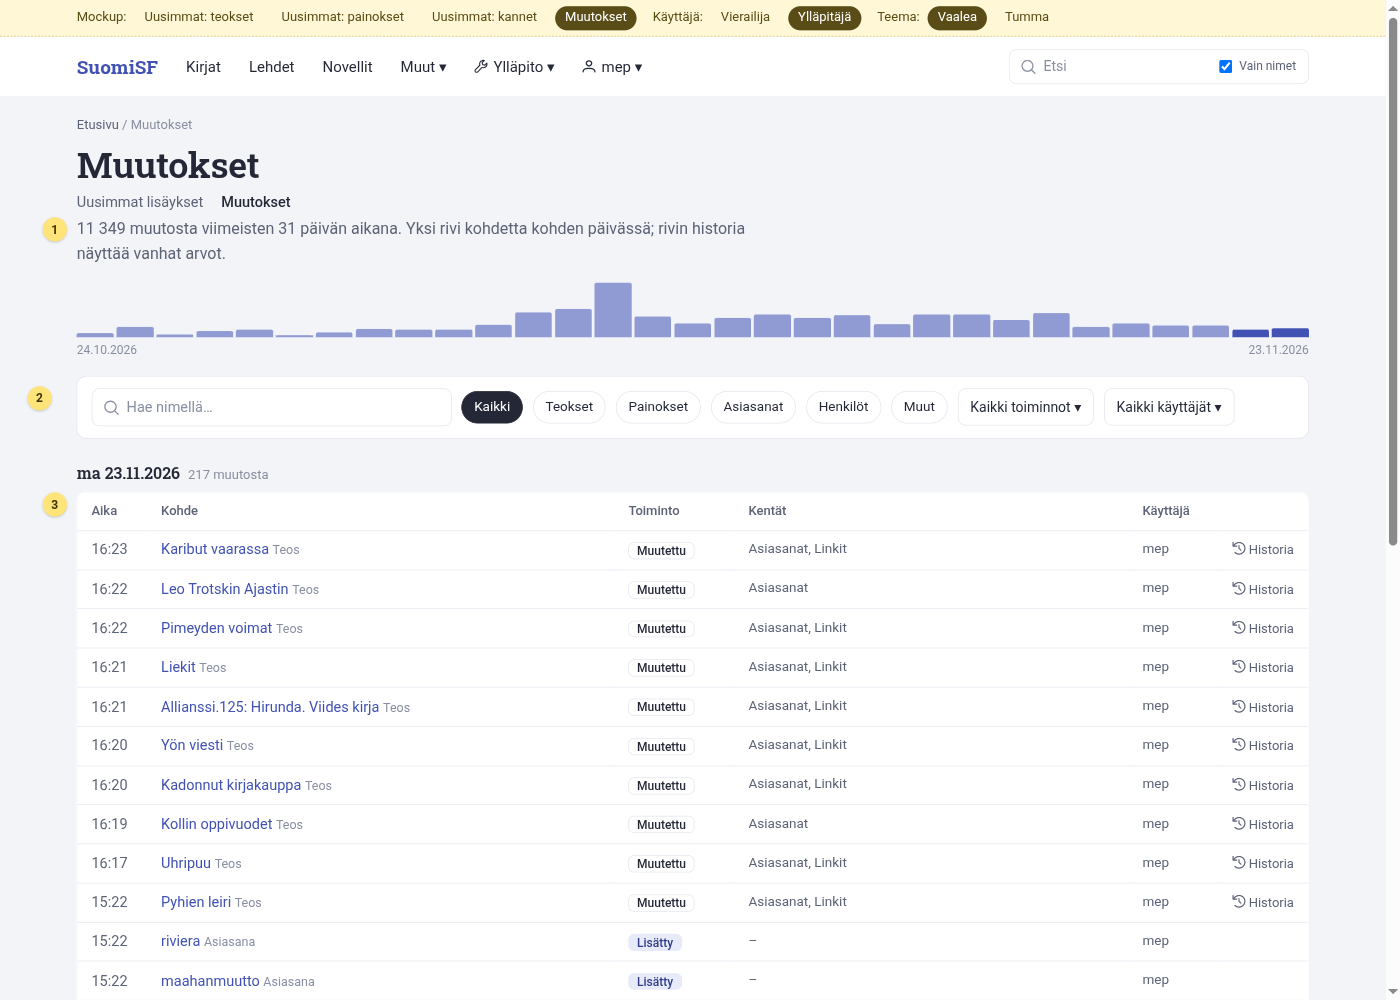 Mockup: Uusimmat: teokset Uusimmat: painokset Uusimmat: kannet Muutokset Käyttäjä: Vierailija Ylläpitäjä Teema: Vaalea Tumma
SuomiSF Kirjat Lehdet Novellit Muut ▾ Ylläpito ▾ mep ▾ Etsi Vain nimet
Etusivu / Muutokset
Muutokset
Uusimmat lisäykset Muutokset
1 11 349 muutosta viimeisten 31 päivän aikana. Yksi rivi kohdetta kohden päivässä; rivin historia
näyttää vanhat arvot.
24.10.2026 23.11.2026
2 Hae nimellä... Kaikki Teokset Painokset Asiasanat Henkilöt Muut Kaikki toiminnot ▾ Kaikki käyttäjät ▾
ma 23.11.2026 217 muutosta
3 Aika Kohde Toiminto Kentät Käyttäjä
16:23 Karibut vaarassa Teos Muutettu Asiasanat, Linkit mep Historia
16:22 Leo Trotskin Ajastin Teos Muutettu Asiasanat mep Historia
16:22 Pimeyden voimat Teos Muutettu Asiasanat, Linkit mep Historia
16:21 Liekit Teos Muutettu Asiasanat, Linkit mep Historia
16:21 Allianssi.125: Hirunda. Viides kirja Teos Muutettu Asiasanat, Linkit mep Historia
16:20 Yön viesti Teos Muutettu Asiasanat, Linkit mep Historia
16:20 Kadonnut kirjakauppa Teos Muutettu Asiasanat, Linkit mep Historia
16:19 Kollin oppivuodet Teos Muutettu Asiasanat mep Historia
16:17 Uhripuu Teos Muutettu Asiasanat, Linkit mep Historia
15:22 Pyhien leiri Teos Muutettu Asiasanat, Linkit mep Historia
15:22 riviera Asiasana Lisätty – mep
15:22 maahanmuutto Asiasana Lisätty – mep